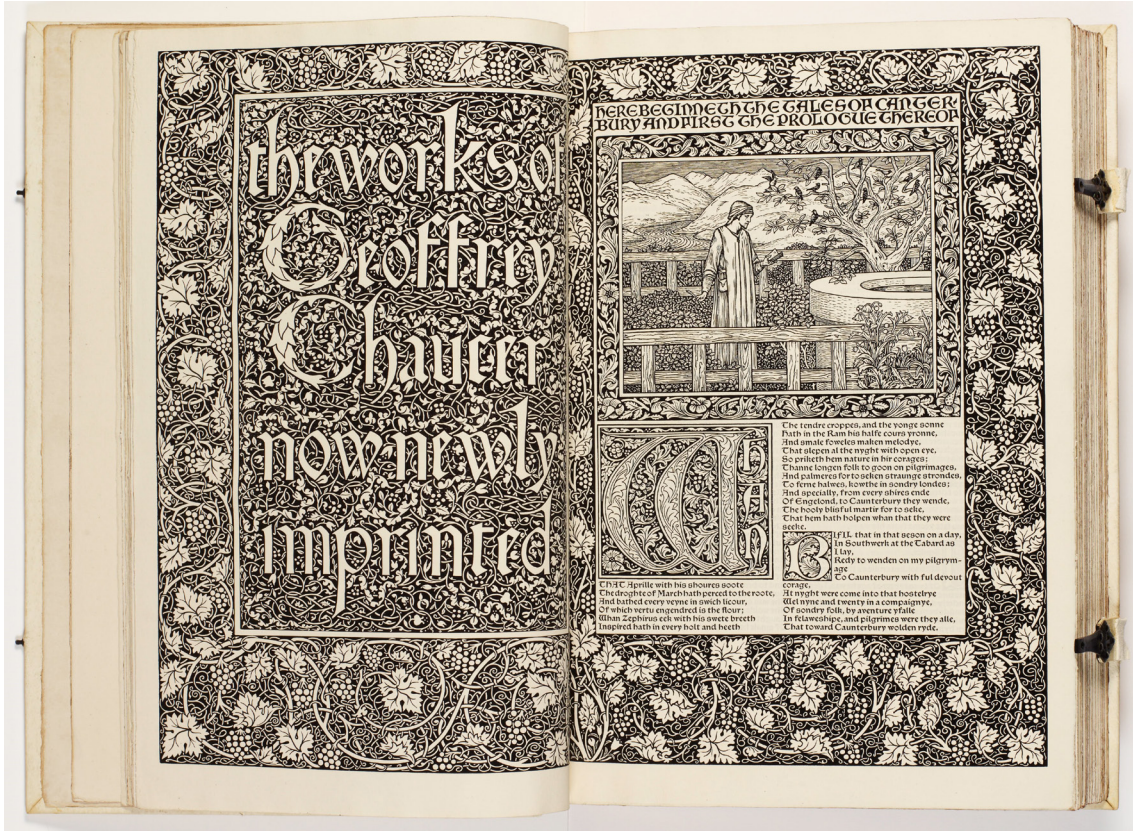 the works of
Geoffrey
Chaucer
now newly
imprinted
HERE BEGINNETH THE TALES OF CANTER-
BURY AND FIRST THE PROLOGUE THEREOF
WHAN
THAT Aprille with his shoures soote
The droghte of March hath perced to the roote,
And bathed every veyne in swich licour,
Of which vertu engendred is the flour;
Whan Zephirus eek with his swete breeth
Inspired hath in every holt and heeth
The tendre croppes, and the yonge sonne
Hath in the Ram his halfe cours yronne,
And smale foweles maken melodye,
That slepen al the nyght with open eye,
So priketh hem nature in hir corages;
Thanne longen folk to goon on pilgrimages,
And palmeres for to seken straunge strondes,
To ferne halwes, kowthe in sondry londes;
And specially, from every shires ende
Of Engelond, to Caunterbury they wende,
The hooly blisful martir for to seke,
That hem hath holpen whan that they were
seeke.
BIFIL that in that seson on a day,
In Southwerk at the Tabard as
I lay,
Redy to wenden on my pilgrym-
age
To Caunterbury with ful devout
corage,
At nyght were come into that hostelrye
Wel nyne and twenty in a compaignye,
Of sondry folk, by aventure yfalle
In felaweshipe, and pilgrimes were they alle,
That toward Caunterbury wolden ryde.